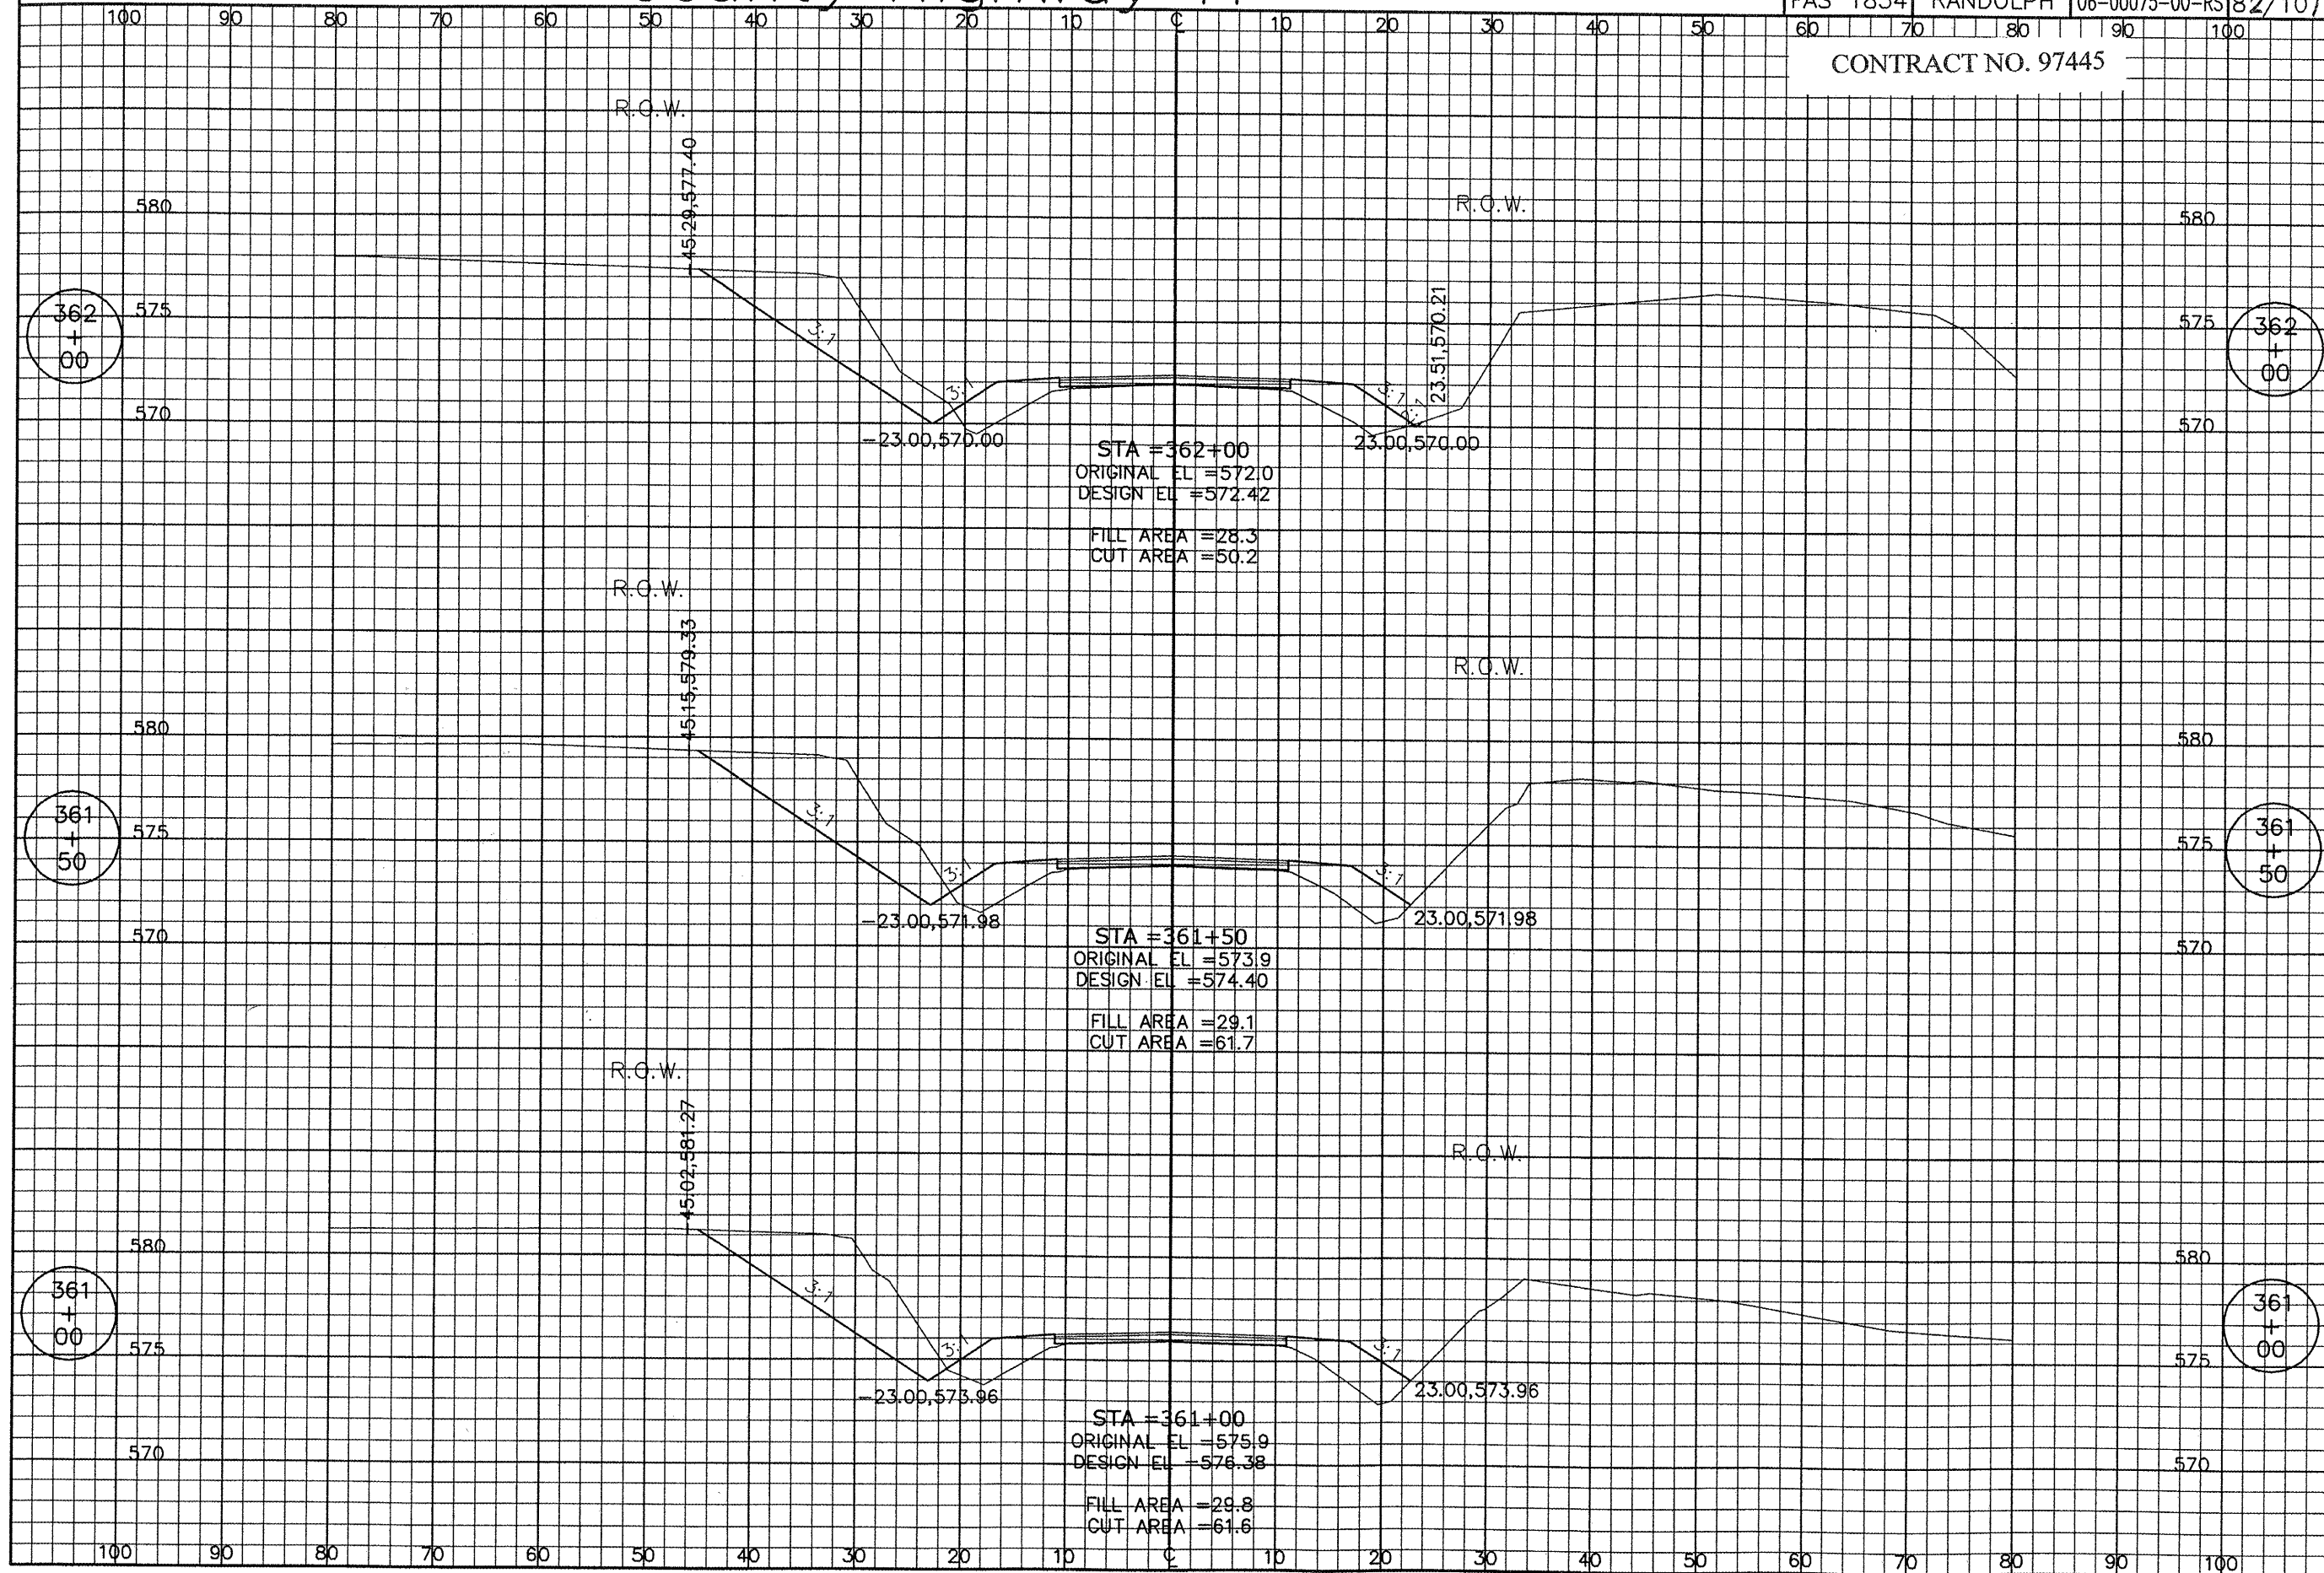 County Highway
FAS 1834 RANDOLPH 06-00075-00-RS 82/107
100 90 80 70 60 50 40 30 20 10 ℄ 10 20 30 40 50 60 70 80 90 100
CONTRACT NO. 97445
R.O.W.
-45.29,577.40
R.O.W.
580 580
23.51,570.21
362 + 00
575 575
362 + 00
3:1
3:1
3:1
570 570
-23.00,570.00
23.00,570.00
STA =362+00
ORIGINAL EL =572.0
DESIGN EL =572.42
FILL AREA =28.3
CUT AREA =50.2
R.O.W.
-45.15,579.33
R.O.W.
580 580
361 + 50
575 575
361 + 50
3:1
3:1
3:1
-23.00,571.98
23.00,571.98
570 570
STA =361+50
ORIGINAL EL =573.9
DESIGN EL =574.40
FILL AREA =29.1
CUT AREA =61.7
R.O.W.
-45.02,581.27
R.O.W.
580 580
361 + 00
575 575
361 + 00
3:1
3:1
3:1
-23.00,573.96
23.00,573.96
STA =361+00
ORIGINAL EL =575.9
DESIGN EL =576.38
570 570
FILL AREA =29.8
CUT AREA =61.6
100 90 80 70 60 50 40 30 20 10 ℄ 10 20 30 40 50 60 70 80 90 100